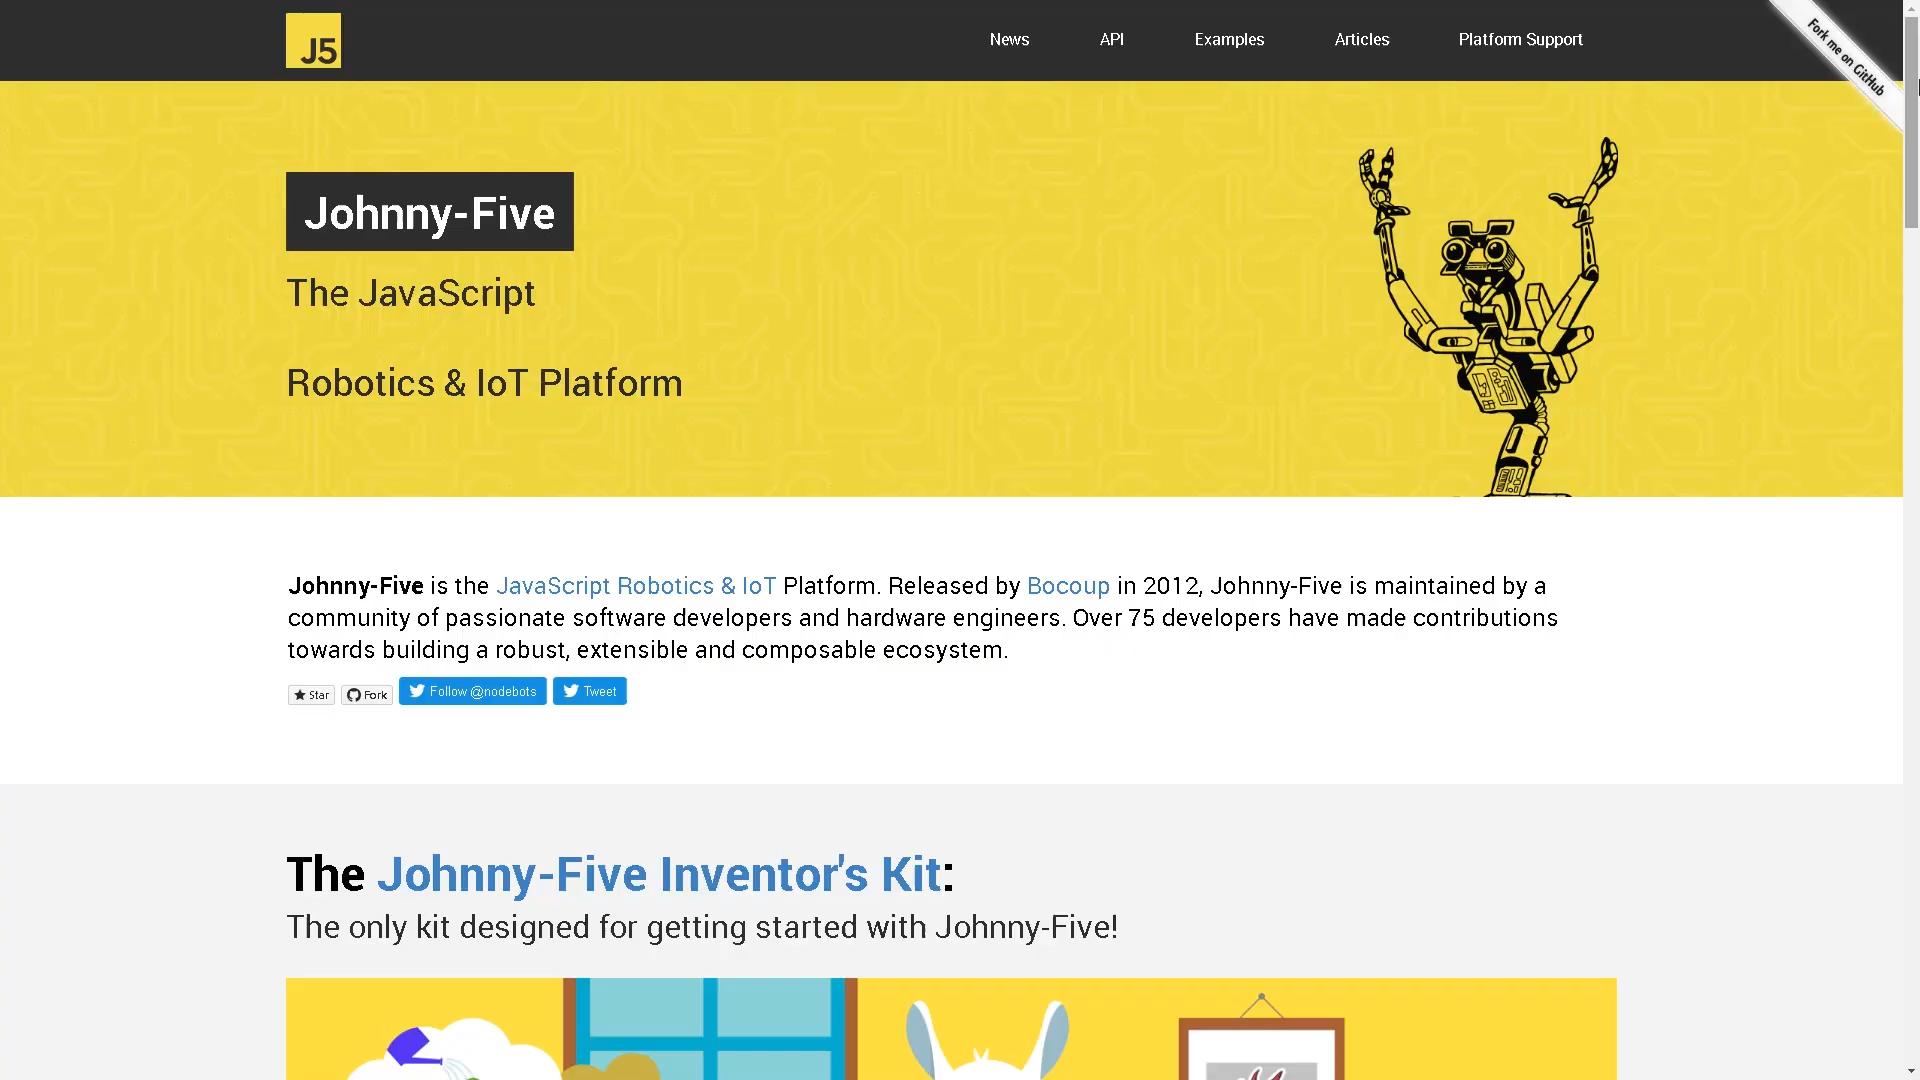 J5
News
API
Examples
Articles
Platform Support
Fork me on GitHub
Johnny-Five
The JavaScript
Robotics & IoT Platform
Johnny-Five is the JavaScript Robotics & IoT Platform. Released by Bocoup in 2012, Johnny-Five is maintained by a
community of passionate software developers and hardware engineers. Over 75 developers have made contributions
towards building a robust, extensible and composable ecosystem.
Star
Fork
Follow @nodebots
Tweet
The Johnny-Five Inventor's Kit:
The only kit designed for getting started with Johnny-Five!